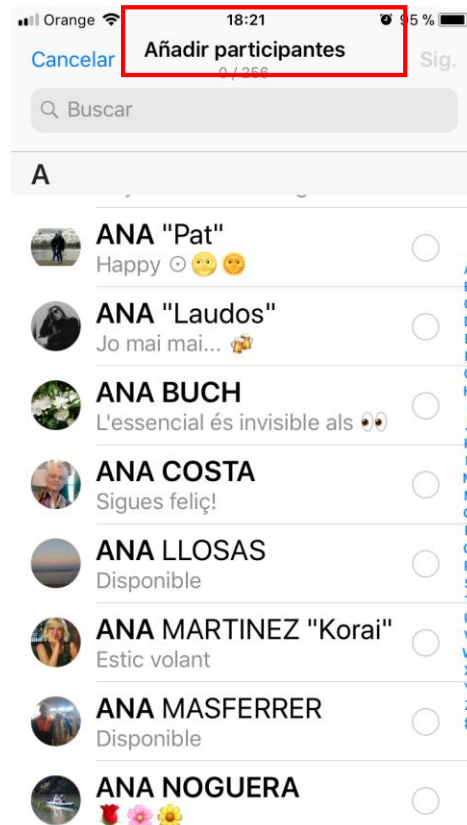 Orange 18:21 95 %
Cancelar Añadir participantes Sig.
0 / 256
Buscar
A
ANA "Pat"
Happy ☉🌝🌞
ANA "Laudos"
Jo mai mai... 🍻
ANA BUCH
L'essencial és invisible als 👀
ANA COSTA
Sigues feliç!
ANA LLOSAS
Disponible
ANA MARTINEZ "Korai"
Estic volant
ANA MASFERRER
Disponible
ANA NOGUERA
🌹🌸🌼